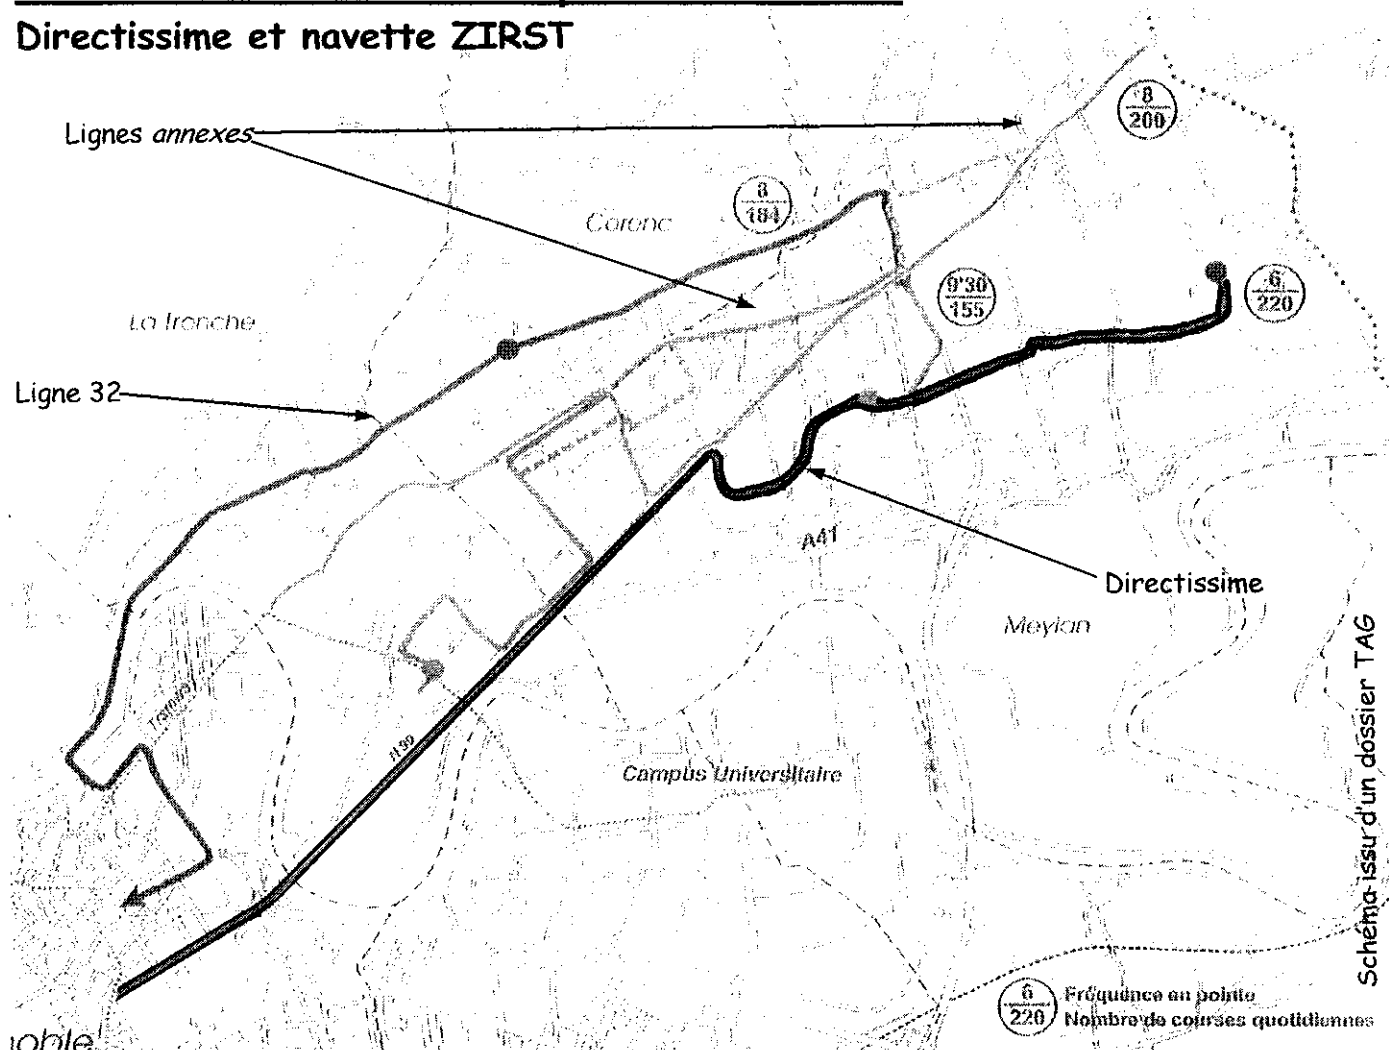 Directissime et navette ZIRST
Lignes annexes
8
200
8
184
Corenc
9'30
155
6
220
La Tronche
Ligne 32
A41
Directissime
Meylan
Tramway
N 90
Campus Universitaire
Schéma issu d'un dossier TAG
6
220
Fréquence en pointe
Nombre de courses quotidiennes
noble